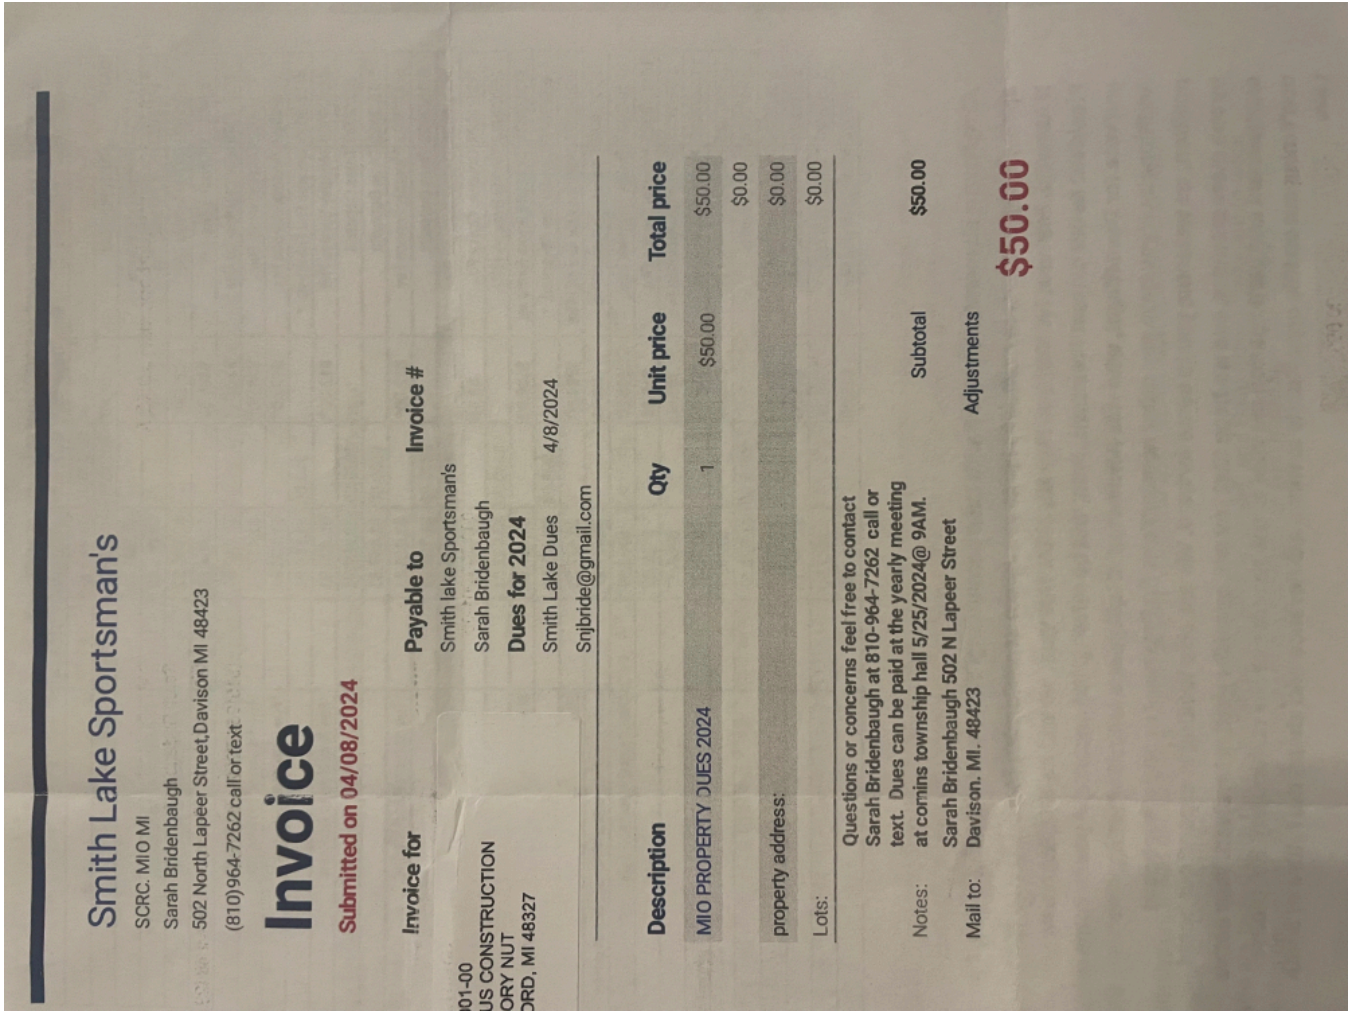 Smith Lake Sportsman's
SCRC. MIO MI
Sarah Bridenbaugh
502 North Lapeer Street,Davison MI 48423
(810)964-7262 call or text
Invoice
Submitted on 04/08/2024
Invoice for
Payable to
Invoice #
Smith lake Sportsman's
Sarah Bridenbaugh
Dues for 2024
Smith Lake Dues 4/8/2024
Snjbride@gmail.com
001-00
US CONSTRUCTION
ORY NUT
ORD, MI 48327
Description Qty Unit price Total price
MIO PROPERTY DUES 2024 1 $50.00 $50.00
$0.00
property address: $0.00
Lots: $0.00
Questions or concerns feel free to contact
Sarah Bridenbaugh at 810-964-7262 call or
text. Dues can be paid at the yearly meeting
Notes: at comins township hall 5/25/2024@ 9AM. Subtotal $50.00
Sarah Bridenbaugh 502 N Lapeer Street
Mail to: Davison. MI. 48423 Adjustments
$50.00